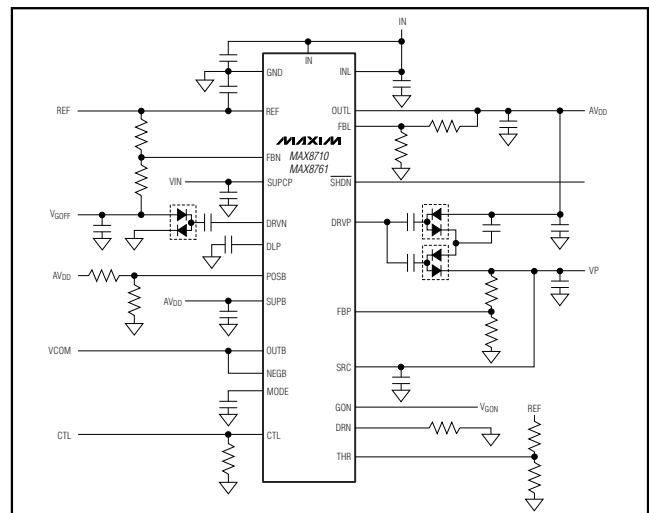 IN
IN
GND
INL
REF
REF
OUTL
AVDD
FBL
MAXIM
MAX8710
MAX8761
FBN
VIN
SUPCP
SHDN
VGOFF
DRVN
DRVP
DLP
AVDD
POSB
VP
AVDD
SUPB
FBP
VCOM
OUTB
NEGB
SRC
MODE
GON
VGON
REF
CTL
CTL
DRN
THR